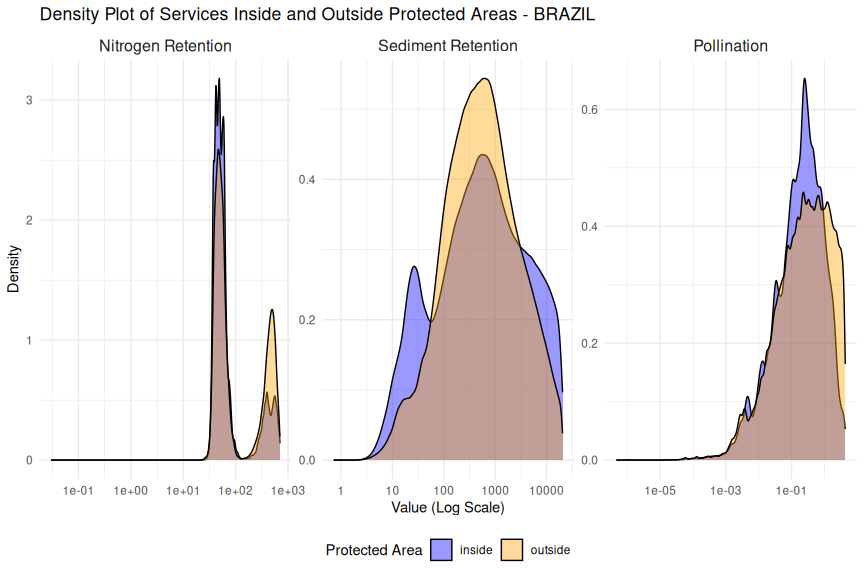 Density Plot of Services Inside and Outside Protected Areas - BRAZIL
Nitrogen Retention
Sediment Retention
Pollination
Density
3
2
1
0
0.4
0.2
0.0
0.6
0.4
0.2
0.0
1e-01
1e+00
1e+01
1e+02
1e+03
1
10
100
1000
10000
1e-05
1e-03
1e-01
Value (Log Scale)
Protected Area
inside
outside